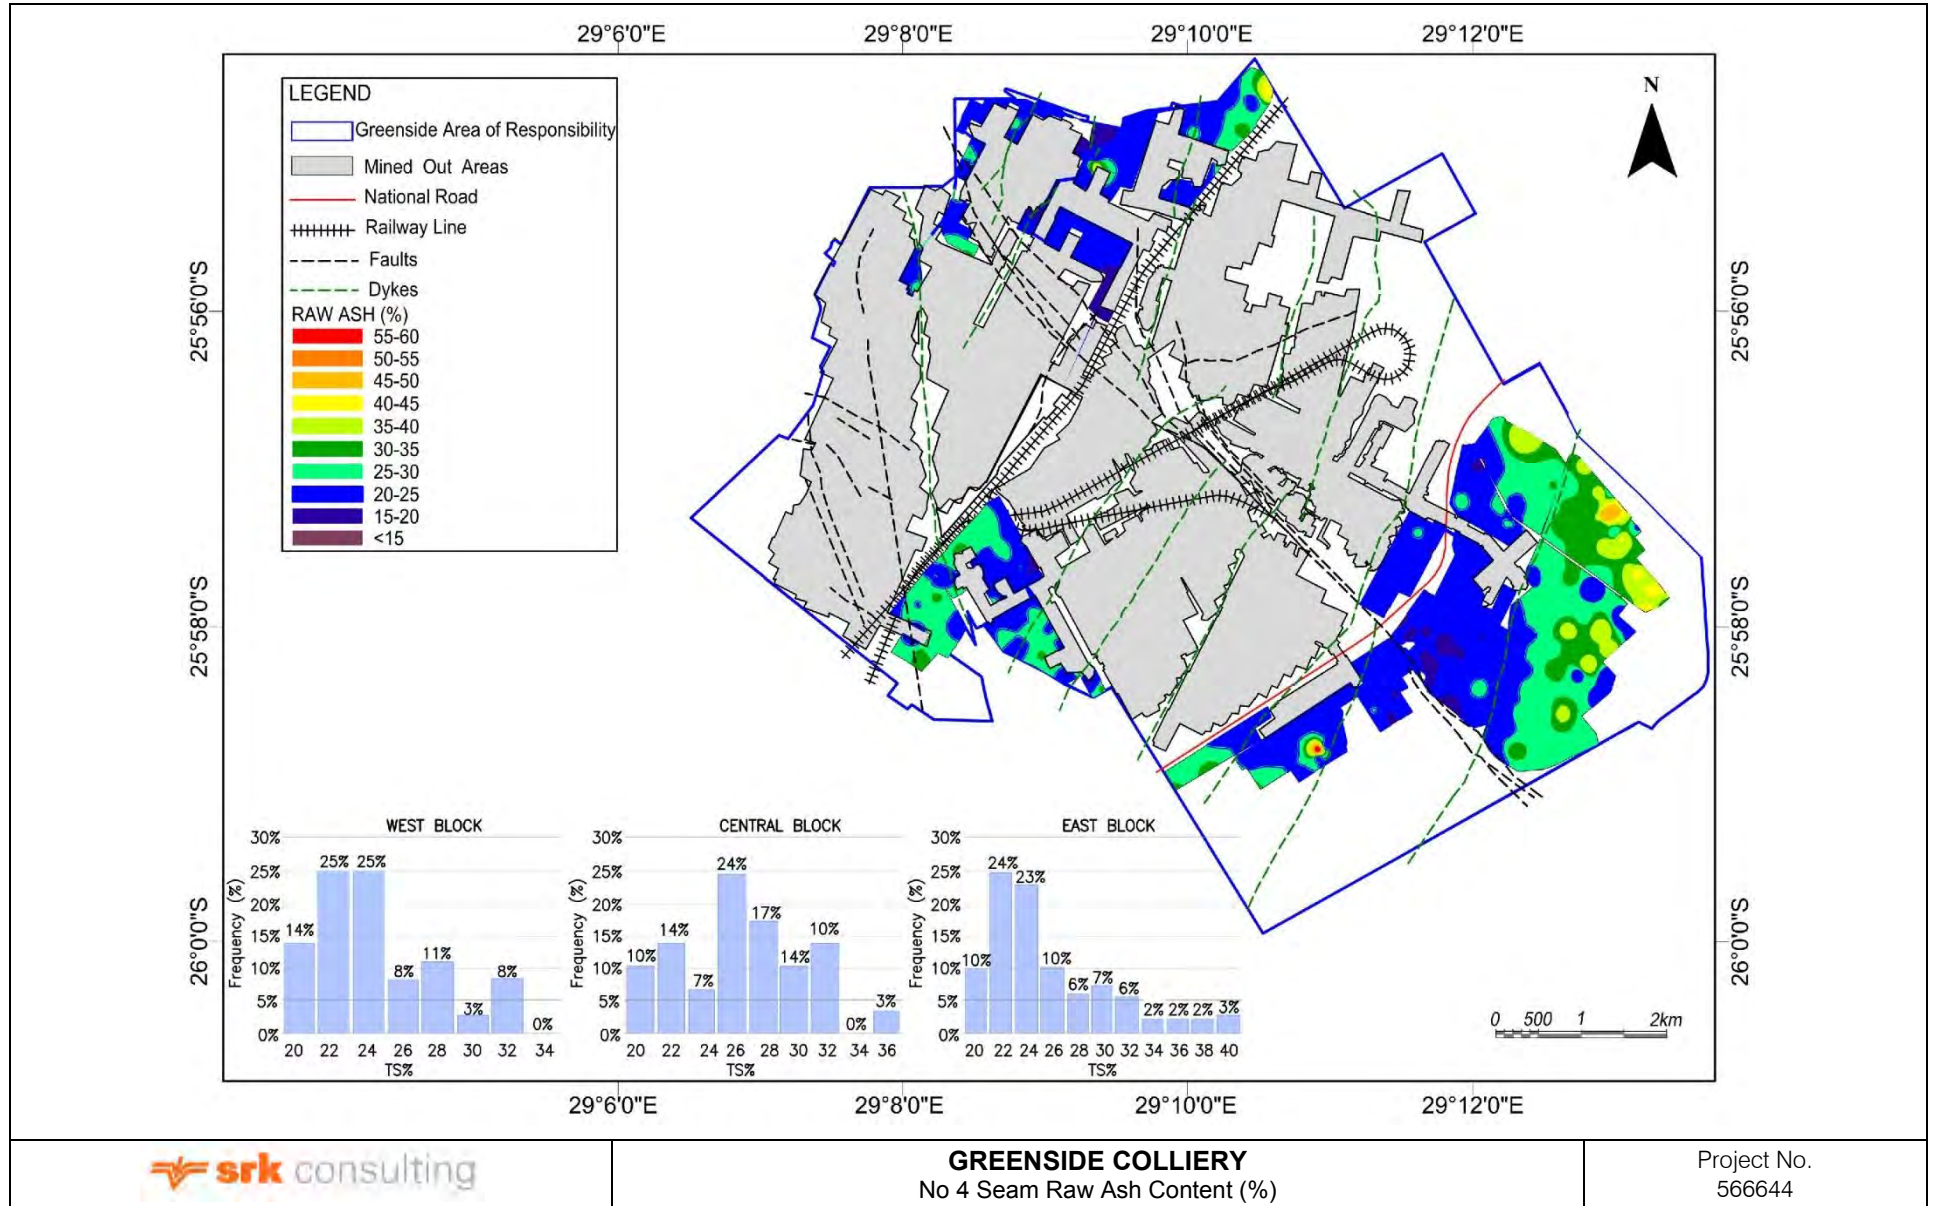 29°6'0"E 29°8'0"E 29°10'0"E 29°12'0"E
LEGEND
Greenside Area of Responsibility
Mined Out Areas
National Road
Railway Line
Faults
Dykes
RAW ASH (%)
55-60
50-55
45-50
40-45
35-40
30-35
25-30
20-25
15-20
<15
N
25°56'0"S 25°56'0"S
25°58'0"S 25°58'0"S
26°0'0"S 26°0'0"S
WEST BLOCK
30%
25%
20%
15%
10%
5%
0%
Frequency (%)
14% 25% 25% 8% 11% 3% 8% 0%
20 22 24 26 28 30 32 34
TS%
CENTRAL BLOCK
30%
25%
20%
15%
10%
5%
0%
Frequency (%)
10% 14% 7% 24% 17% 14% 10% 0% 3%
20 22 24 26 28 30 32 34 36
TS%
EAST BLOCK
30%
25%
20%
15%
10%
5%
0%
Frequency (%)
10% 24% 23% 10% 6% 7% 6% 2% 2% 2% 3%
20 22 24 26 28 30 32 34 36 38 40
TS%
0 500 1 2km
29°6'0"E 29°8'0"E 29°10'0"E 29°12'0"E
srk consulting
GREENSIDE COLLIERY
No 4 Seam Raw Ash Content (%)
Project No.
566644